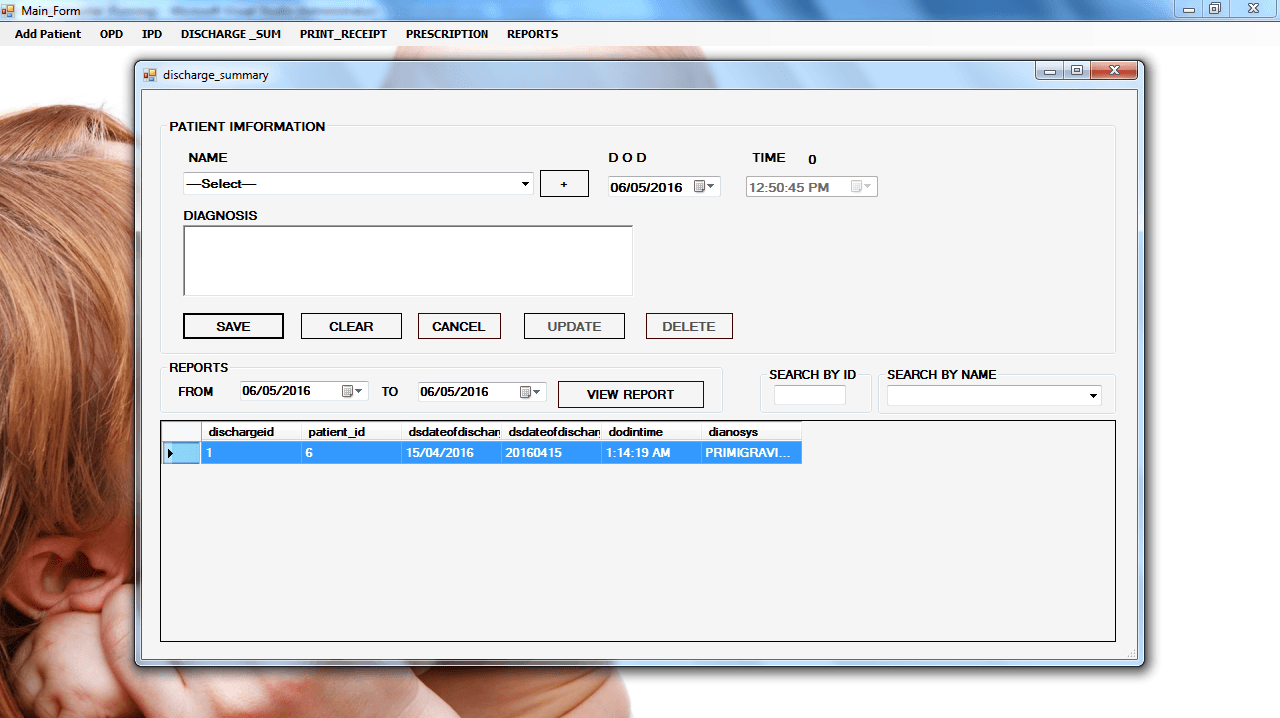 Main_Form
Add Patient OPD IPD DISCHARGE _SUM PRINT_RECEIPT PRESCRIPTION REPORTS
discharge_summary
PATIENT IMFORMATION
NAME D O D TIME 0
—Select— + 06/05/2016 12:50:45 PM
DIAGNOSIS
SAVE CLEAR CANCEL UPDATE DELETE
REPORTS SEARCH BY ID SEARCH BY NAME
FROM 06/05/2016 TO 06/05/2016 VIEW REPORT
dischargeid patient_id dsdateofdischar dsdateofdischar dodintime dianosys
1 6 15/04/2016 20160415 1:14:19 AM PRIMIGRAVI...